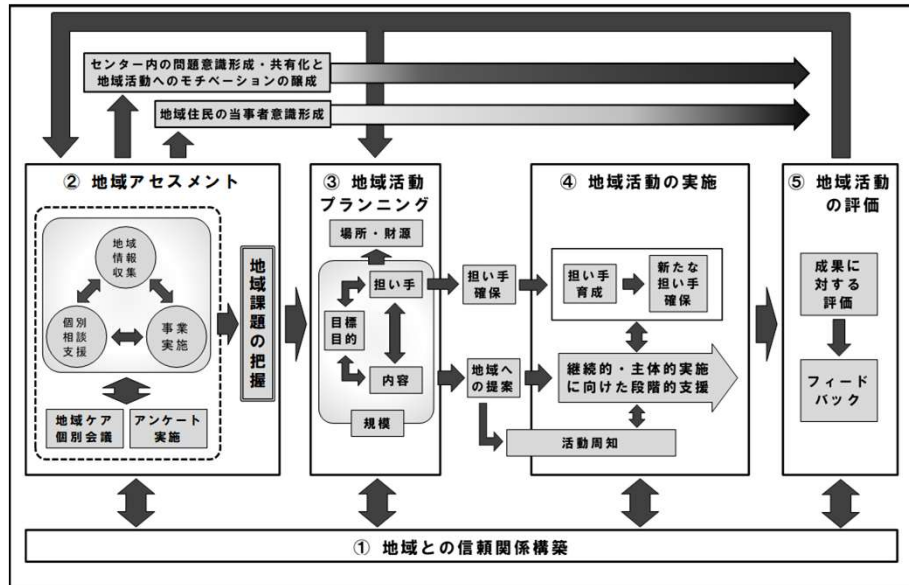 センター内の問題意識形成・共有化と
地域活動へのモチベーションの醸成
地域住民の当事者意識形成
② 地域アセスメント
地域
情報
収集
個別
相談
支援
事業
実施
地域ケア
個別会議
アンケート
実施
地域課題の把握
③ 地域活動
プランニング
場所・財源
担い手
目標
目的
内容
規模
担い手
確保
地域へ
の提案
④ 地域活動の実施
担い手
育成
新たな
担い手
確保
継続的・主体的実施
に向けた段階的支援
活動周知
⑤ 地域活動
の評価
成果に
対する
評価
フィード
バック
① 地域との信頼関係構築